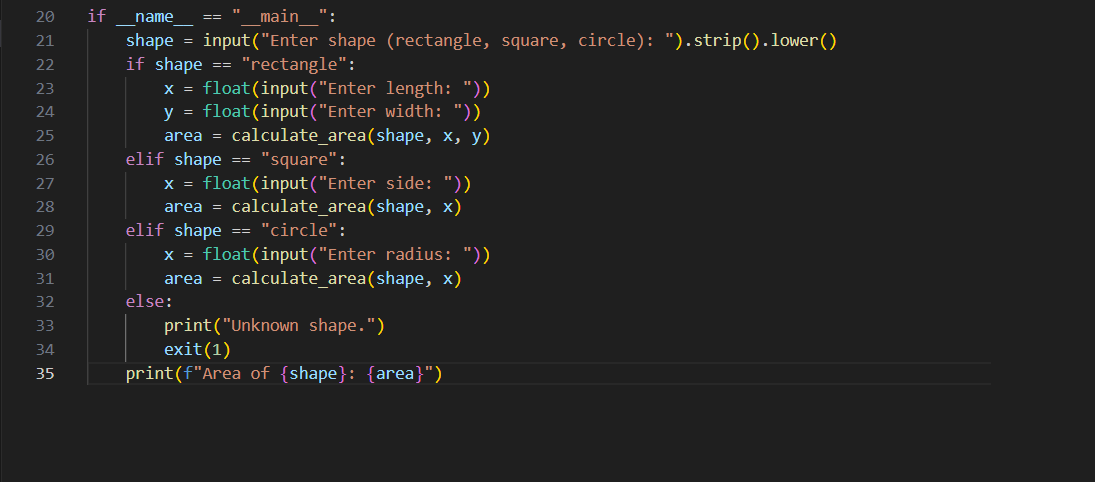 20 if __name__ == "__main__":
21     shape = input("Enter shape (rectangle, square, circle): ").strip().lower()
22     if shape == "rectangle":
23         x = float(input("Enter length: "))
24         y = float(input("Enter width: "))
25         area = calculate_area(shape, x, y)
26     elif shape == "square":
27         x = float(input("Enter side: "))
28         area = calculate_area(shape, x)
29     elif shape == "circle":
30         x = float(input("Enter radius: "))
31         area = calculate_area(shape, x)
32     else:
33         print("Unknown shape.")
34         exit(1)
35     print(f"Area of {shape}: {area}")